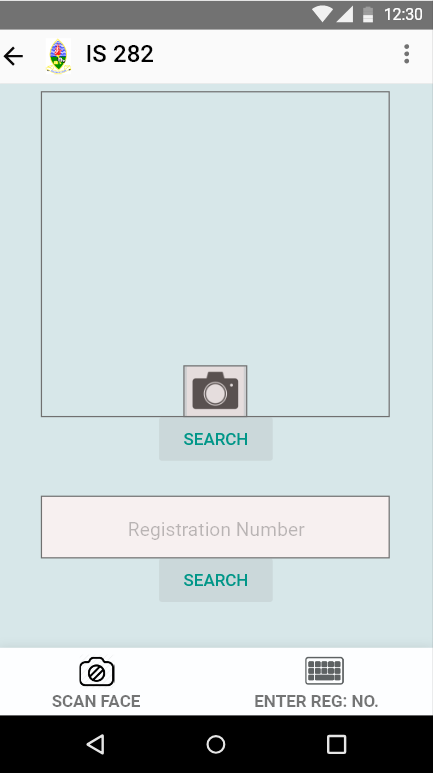 12:30
IS 282
SEARCH
Registration Number
SEARCH
SCAN FACE
ENTER REG: NO.